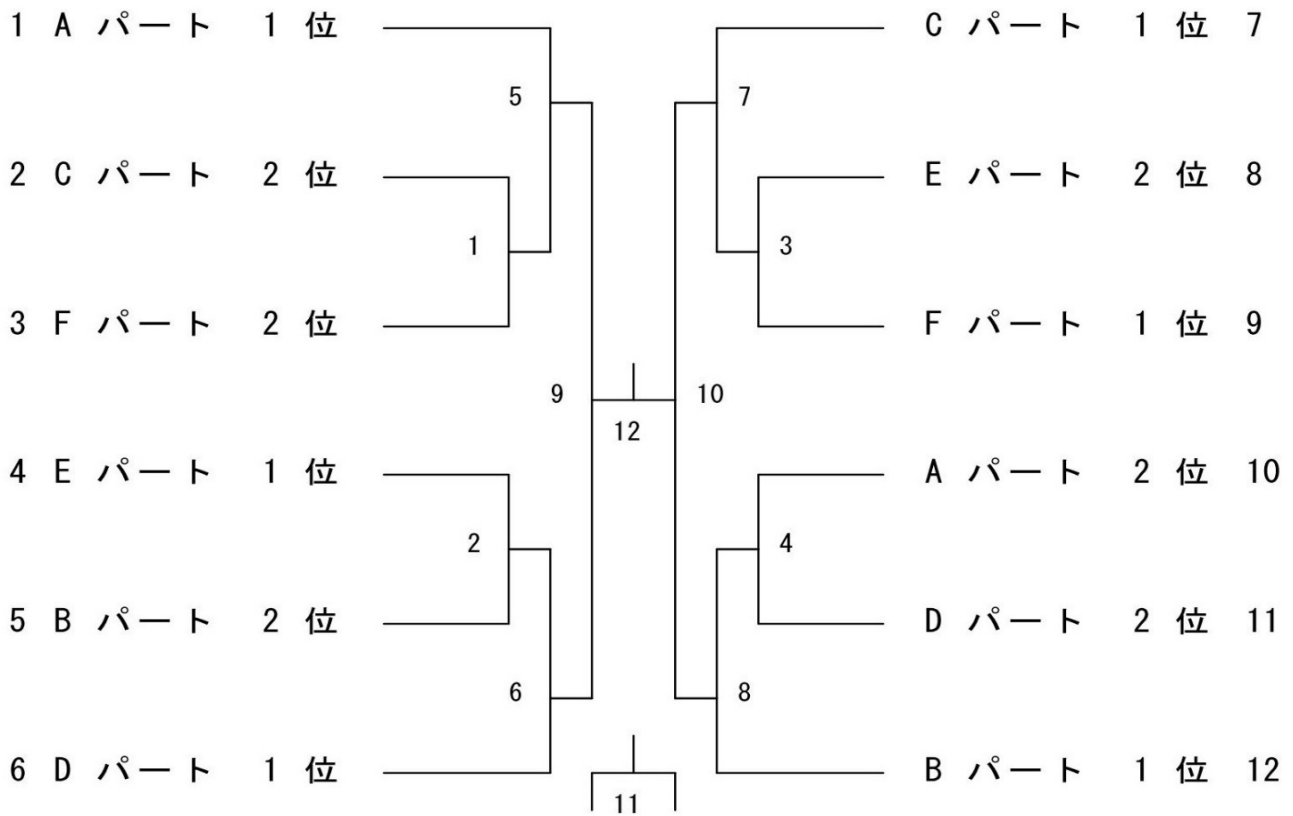 1 A パート 1 位
5
2 C パート 2 位
1
3 F パート 2 位
9
4 E パート 1 位
2
5 B パート 2 位
6
6 D パート 1 位
12
11
C パート 1 位 7
7
E パート 2 位 8
3
F パート 1 位 9
10
A パート 2 位 10
4
D パート 2 位 11
8
B パート 1 位 12